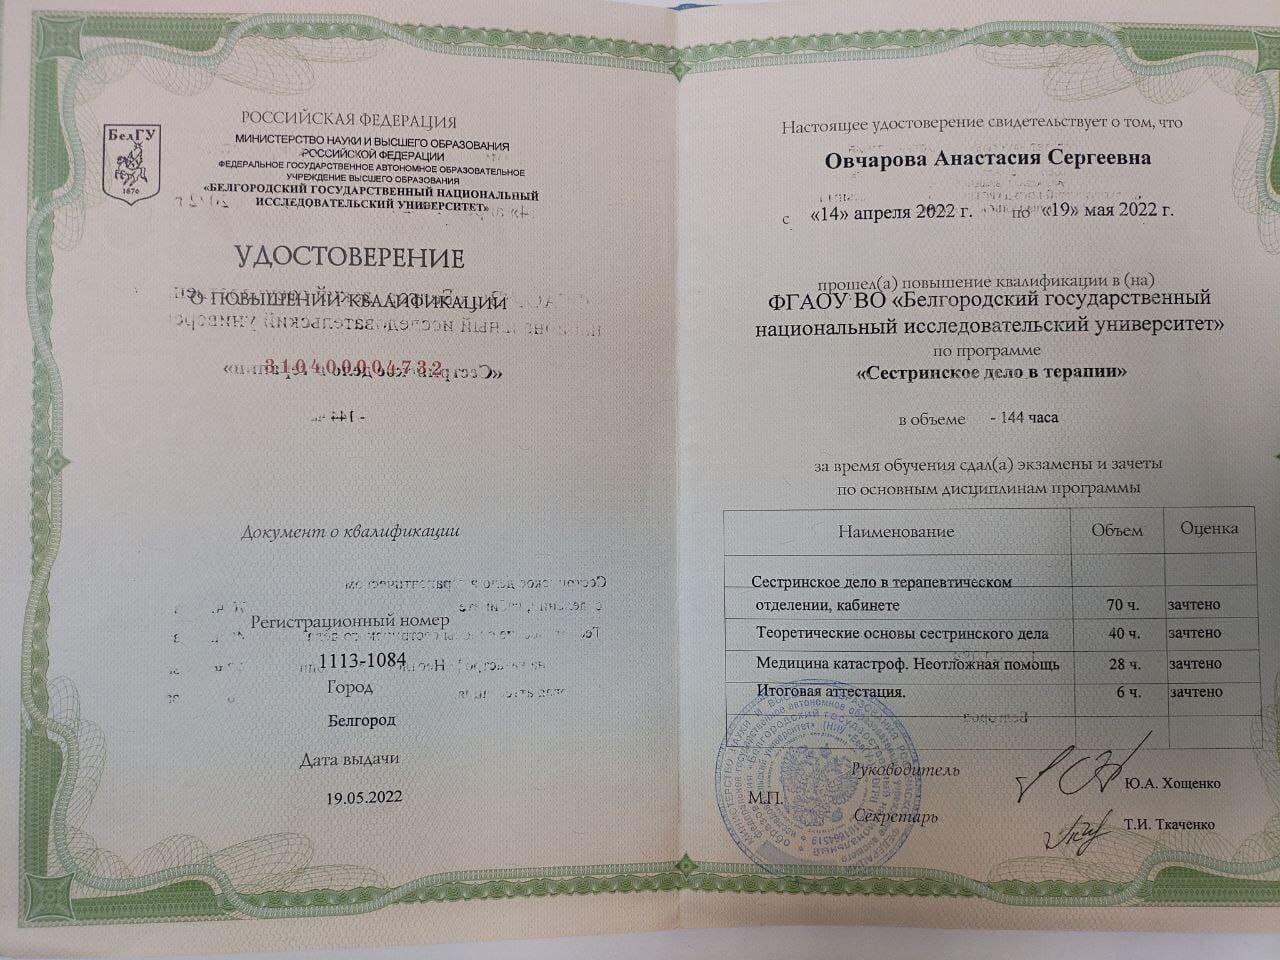 БелГУ
1876
РОССИЙСКАЯ ФЕДЕРАЦИЯ
МИНИСТЕРСТВО НАУКИ И ВЫСШЕГО ОБРАЗОВАНИЯ
РОССИЙСКОЙ ФЕДЕРАЦИИ
ФЕДЕРАЛЬНОЕ ГОСУДАРСТВЕННОЕ АВТОНОМНОЕ ОБРАЗОВАТЕЛЬНОЕ
УЧРЕЖДЕНИЕ ВЫСШЕГО ОБРАЗОВАНИЯ
«БЕЛГОРОДСКИЙ ГОСУДАРСТВЕННЫЙ НАЦИОНАЛЬНЫЙ
ИССЛЕДОВАТЕЛЬСКИЙ УНИВЕРСИТЕТ»
УДОСТОВЕРЕНИЕ
О ПОВЫШЕНИИ КВАЛИФИКАЦИИ
310400004732
Документ о квалификации
Регистрационный номер
1113-1084
Город
Белгород
Дата выдачи
19.05.2022
Настоящее удостоверение свидетельствует о том, что
Овчарова Анастасия Сергеевна
с «14» апреля 2022 г. по «19» мая 2022 г.
прошел(а) повышение квалификации в (на)
ФГАОУ ВО «Белгородский государственный
национальный исследовательский университет»
по программе
«Сестринское дело в терапии»
в объеме - 144 часа
за время обучения сдал(а) экзамены и зачеты
по основным дисциплинам программы
Наименование Объем Оценка
Сестринское дело в терапевтическом
отделении, кабинете 70 ч. зачтено
Теоретические основы сестринского дела 40 ч. зачтено
Медицина катастроф. Неотложная помощь 28 ч. зачтено
Итоговая аттестация. 6 ч. зачтено
Руководитель Ю.А. Хощенко
М.П.
Секретарь Т.И. Ткаченко